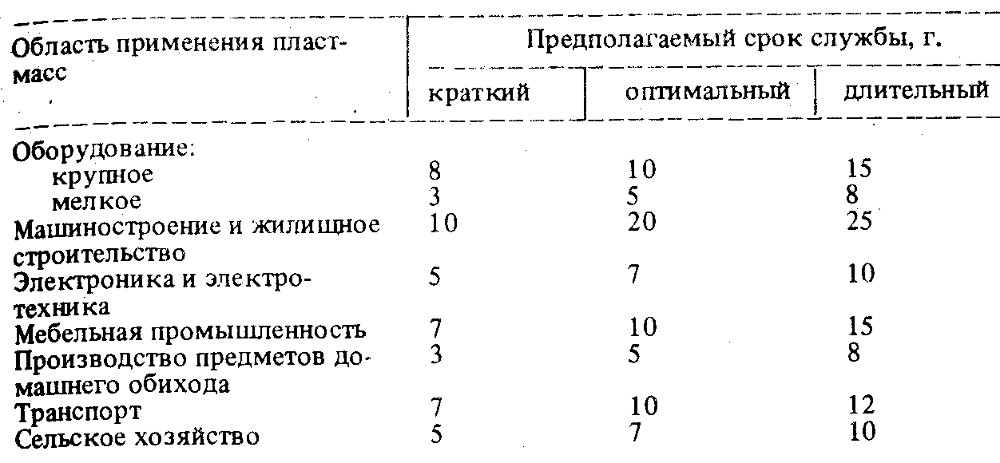 Область применения пласт-
масс
Предполагаемый срок службы, г.
краткий оптимальный длительный
Оборудование:
крупное 8 10 15
мелкое 3 5 8
Машиностроение и жилищное 10 20 25
строительство
Электроника и электро- 5 7 10
техника
Мебельная промышленность 7 10 15
Производство предметов до- 3 5 8
машнего обихода
Транспорт 7 10 12
Сельское хозяйство 5 7 10